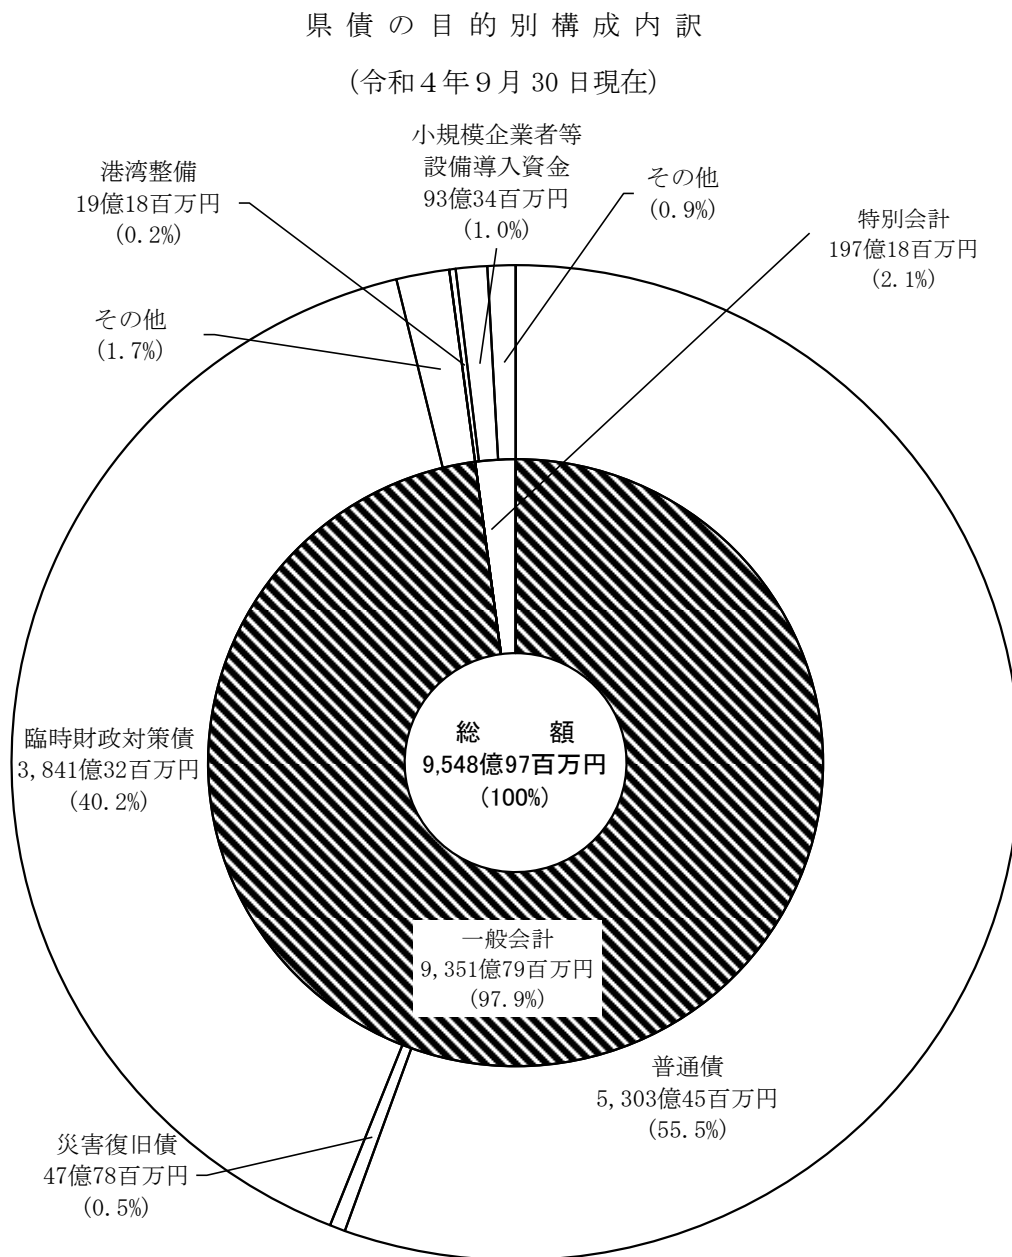 県債の目的別構成内訳
(令和４年９月 30 日現在)
小規模企業者等
設備導入資金
93億34百万円
(1.0%)
港湾整備
19億18百万円
(0.2%)
その他
(0.9%)
特別会計
197億18百万円
(2.1%)
その他
(1.7%)
臨時財政対策債
3,841億32百万円
(40.2%)
総額
9,548億97百万円
(100%)
一般会計
9,351億79百万円
(97.9%)
普通債
5,303億45百万円
(55.5%)
災害復旧債
47億78百万円
(0.5%)